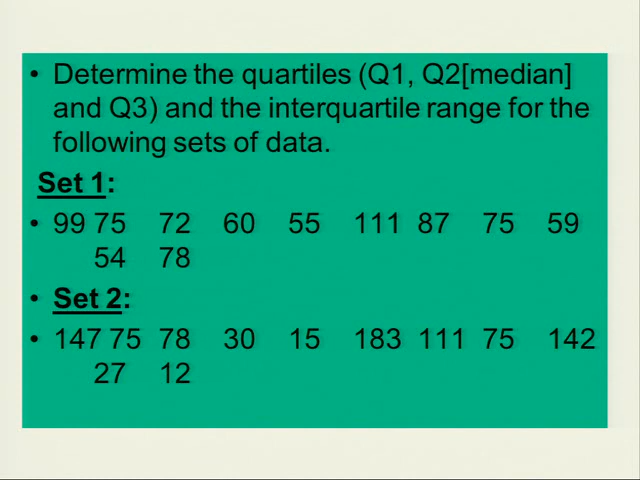 • Determine the quartiles (Q1, Q2[median]
and Q3) and the interquartile range for the
following sets of data.
Set 1:
• 99 75 72 60 55 111 87 75 59
54 78
• Set 2:
• 147 75 78 30 15 183 111 75 142
27 12